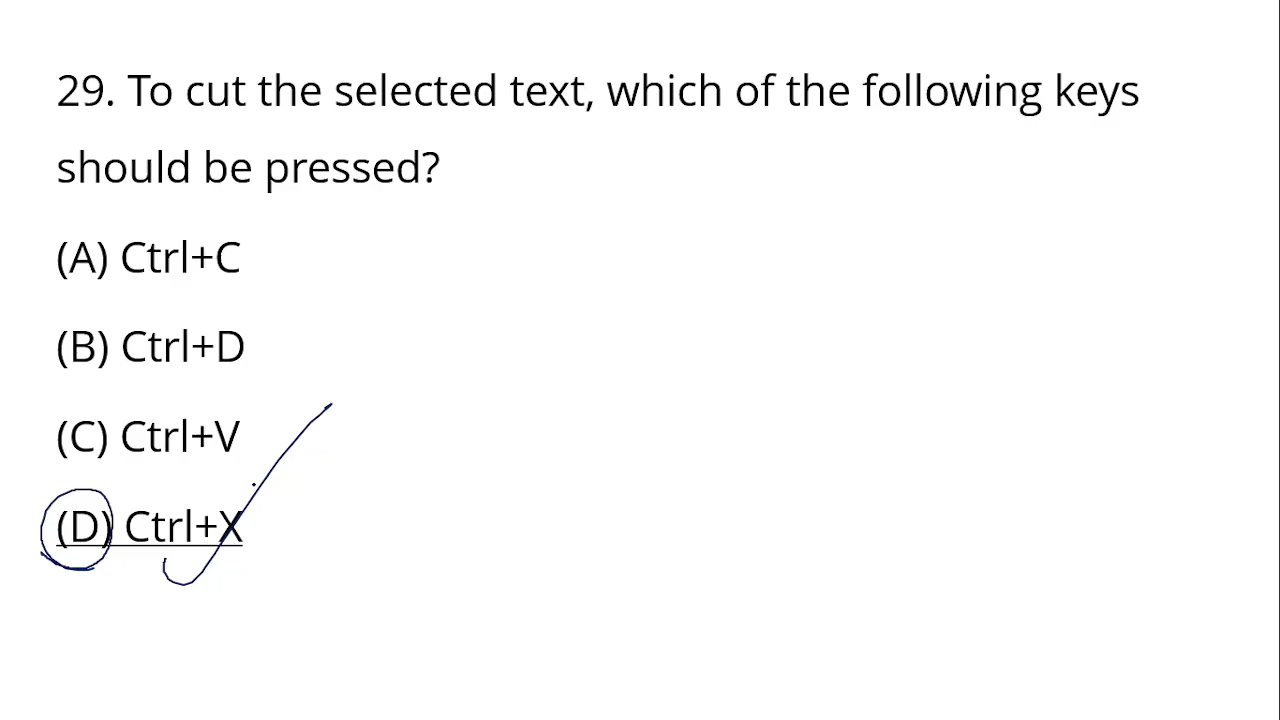 29. To cut the selected text, which of the following keys
should be pressed?
(A) Ctrl+C
(B) Ctrl+D
(C) Ctrl+V
(D) Ctrl+X